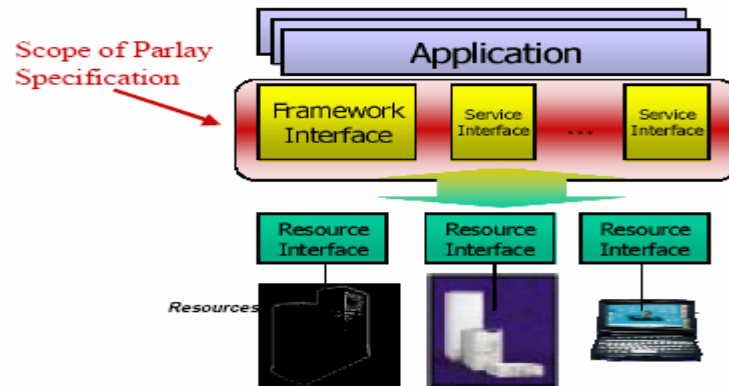 Scope of Parlay
Specification
Application
Framework
Interface
Service
Interface
...
Service
Interface
Resource
Interface
Resource
Interface
Resource
Interface
Resources